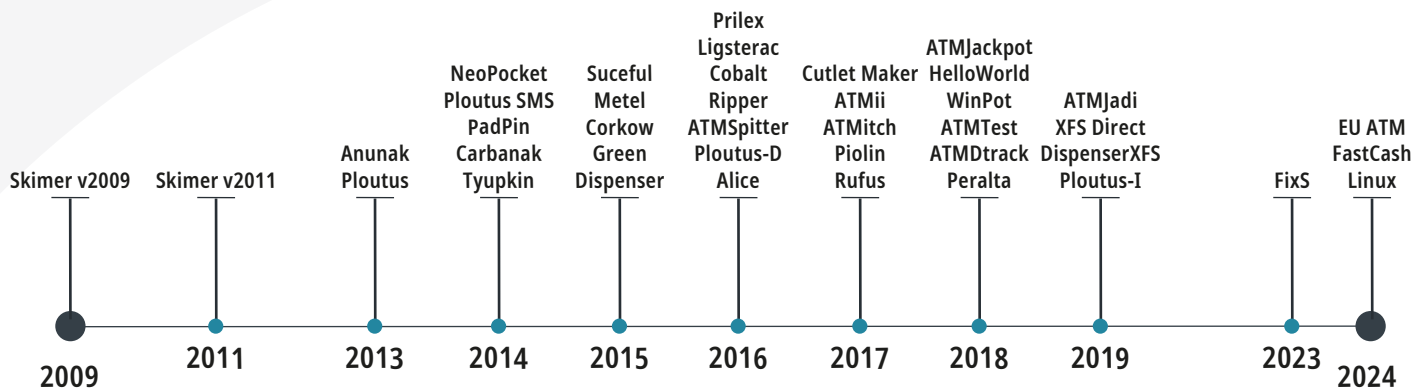 Skimer v2009
Skimer v2011
Anunak
Ploutus
NeoPocket
Ploutus SMS
PadPin
Carbanak
Tyupkin
Suceful
Metel
Corkow
Green
Dispenser
Prilex
Ligsterac
Cobalt
Ripper
ATMSpitter
Ploutus-D
Alice
Cutlet Maker
ATMii
ATMitch
Piolin
Rufus
ATMJackpot
HelloWorld
WinPot
ATMTest
ATMDtrack
Peralta
ATMJadi
XFS Direct
DispenserXFS
Ploutus-I
FixS
EU ATM
FastCash
Linux
2009
2011
2013
2014
2015
2016
2017
2018
2019
2023
2024